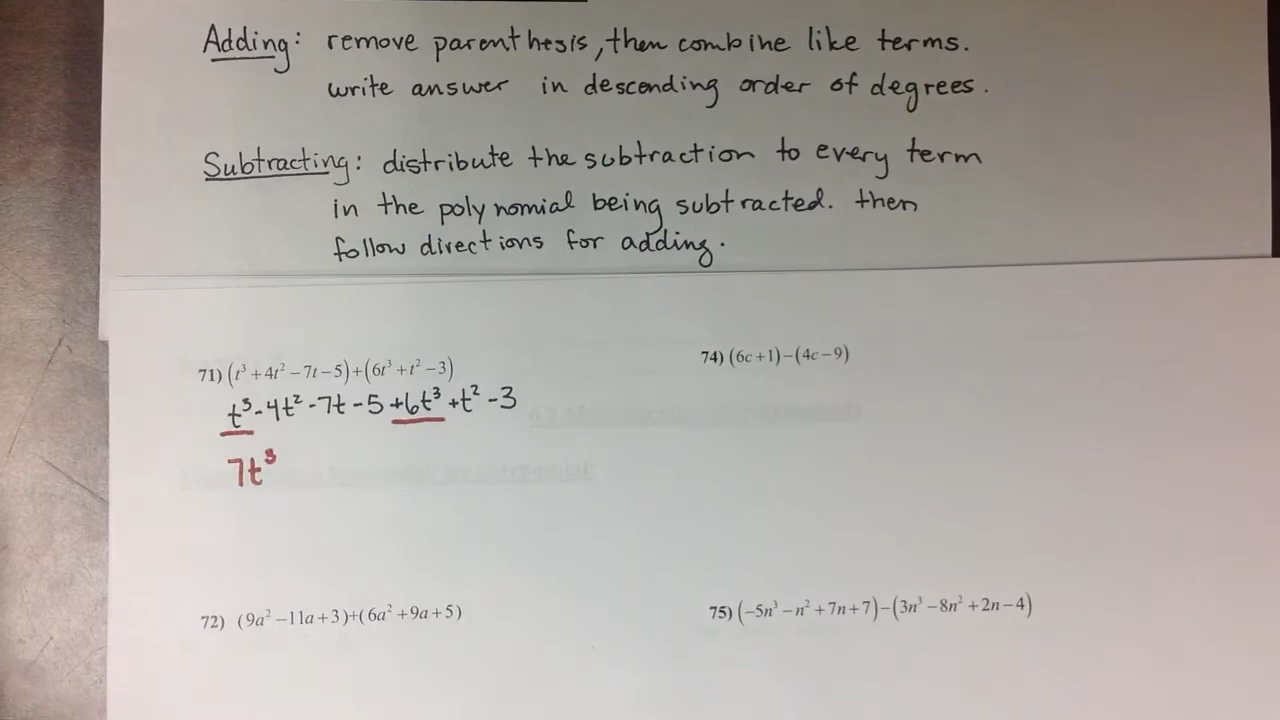 Adding: remove parenthesis, then combine like terms.
write answer in descending order of degrees.
Subtracting: distribute the subtraction to every term
in the polynomial being subtracted. then
follow directions for adding.
71) (t³ + 4t² − 7t − 5) + (6t³ + t² − 3)
t³ - 4t² - 7t - 5 + 6t³ + t² - 3
7t³
74) (6c + 1) − (4c − 9)
72) (9a² − 11a + 3) + (6a² + 9a + 5)
75) (−5n³ − n² + 7n + 7) − (3n³ − 8n² + 2n − 4)